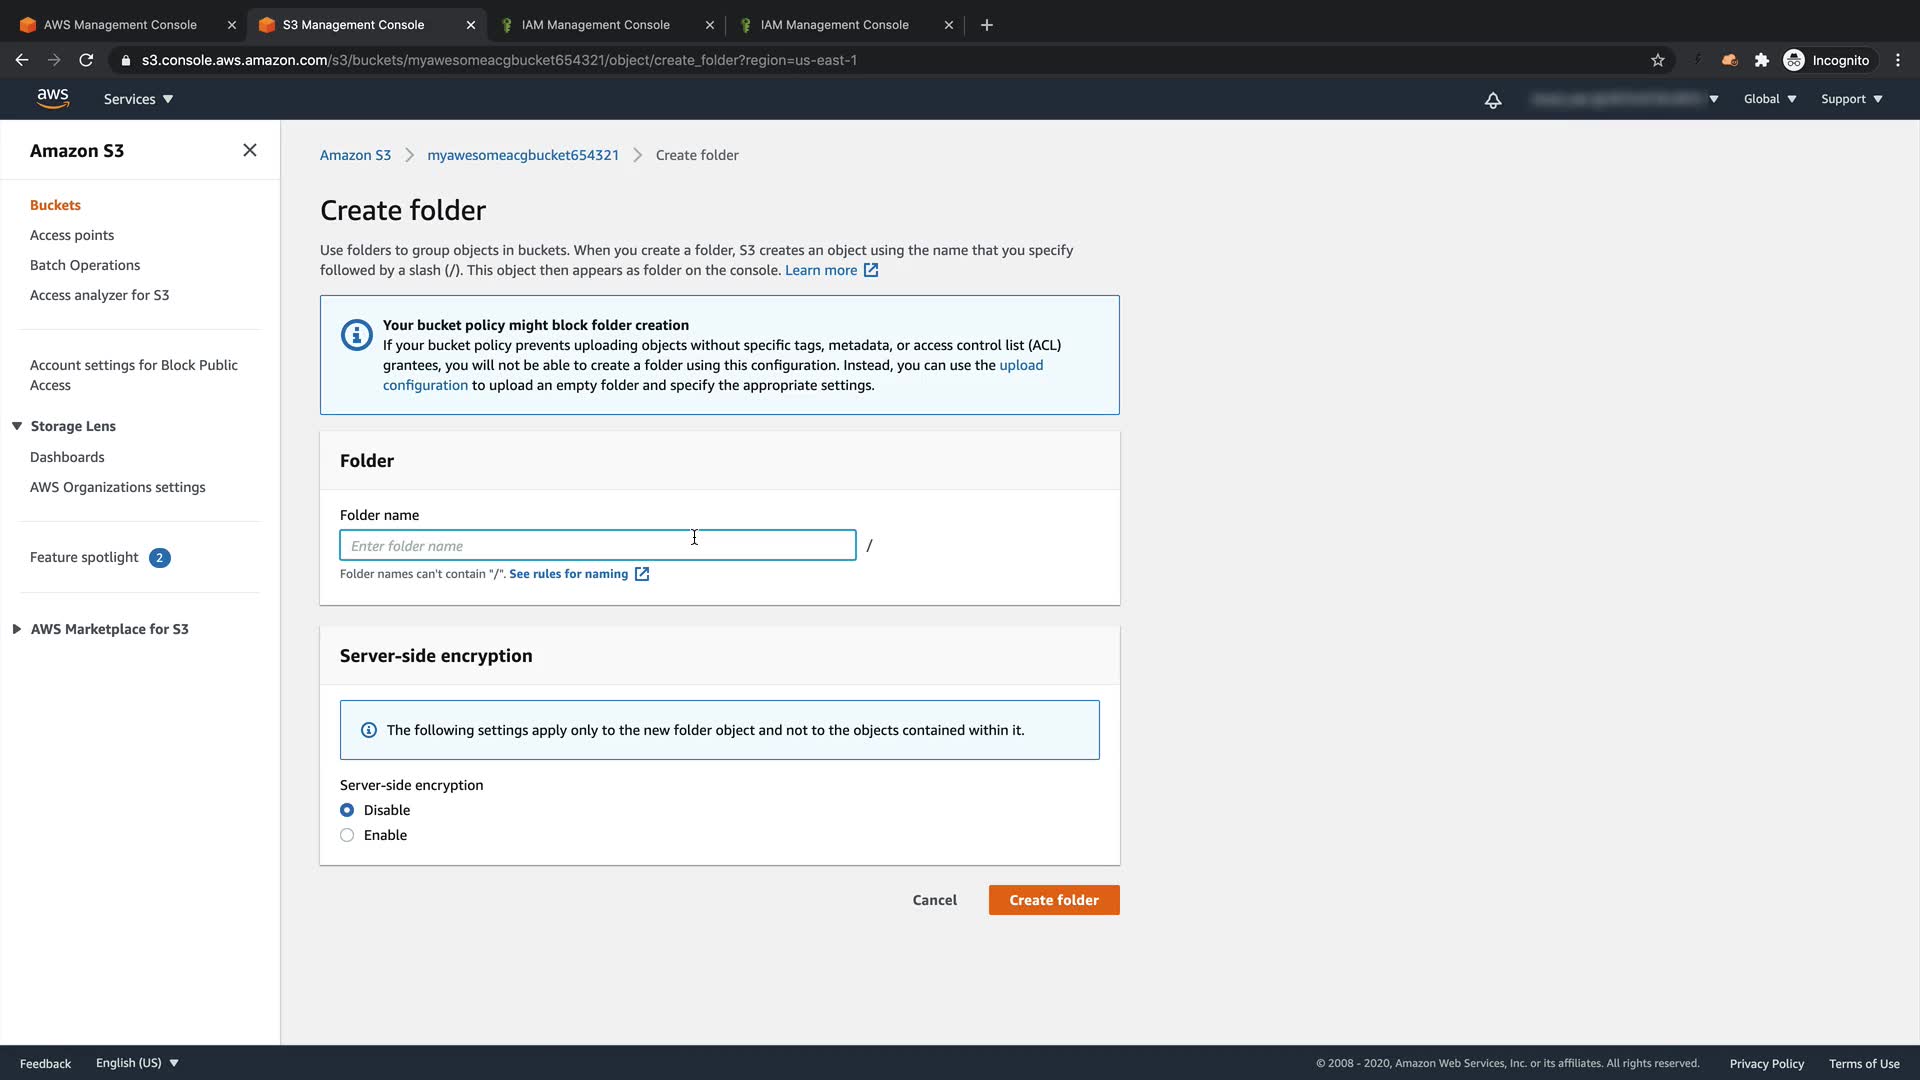 AWS Management Console
S3 Management Console
IAM Management Console
IAM Management Console
s3.console.aws.amazon.com/s3/buckets/myawesomeacgbucket654321/object/create_folder?region=us-east-1
Incognito
aws
Services
Global
Support
Amazon S3
Buckets
Access points
Batch Operations
Access analyzer for S3
Account settings for Block Public
Access
Storage Lens
Dashboards
AWS Organizations settings
Feature spotlight 2
AWS Marketplace for S3
Amazon S3 > myawesomeacgbucket654321 > Create folder
Create folder
Use folders to group objects in buckets. When you create a folder, S3 creates an object using the name that you specify
followed by a slash (/). This object then appears as folder on the console. Learn more
Your bucket policy might block folder creation
If your bucket policy prevents uploading objects without specific tags, metadata, or access control list (ACL)
grantees, you will not be able to create a folder using this configuration. Instead, you can use the upload
configuration to upload an empty folder and specify the appropriate settings.
Folder
Folder name
Enter folder name /
Folder names can't contain "/". See rules for naming
Server-side encryption
The following settings apply only to the new folder object and not to the objects contained within it.
Server-side encryption
Disable
Enable
Cancel
Create folder
Feedback
English (US)
© 2008 - 2020, Amazon Web Services, Inc. or its affiliates. All rights reserved.
Privacy Policy
Terms of Use